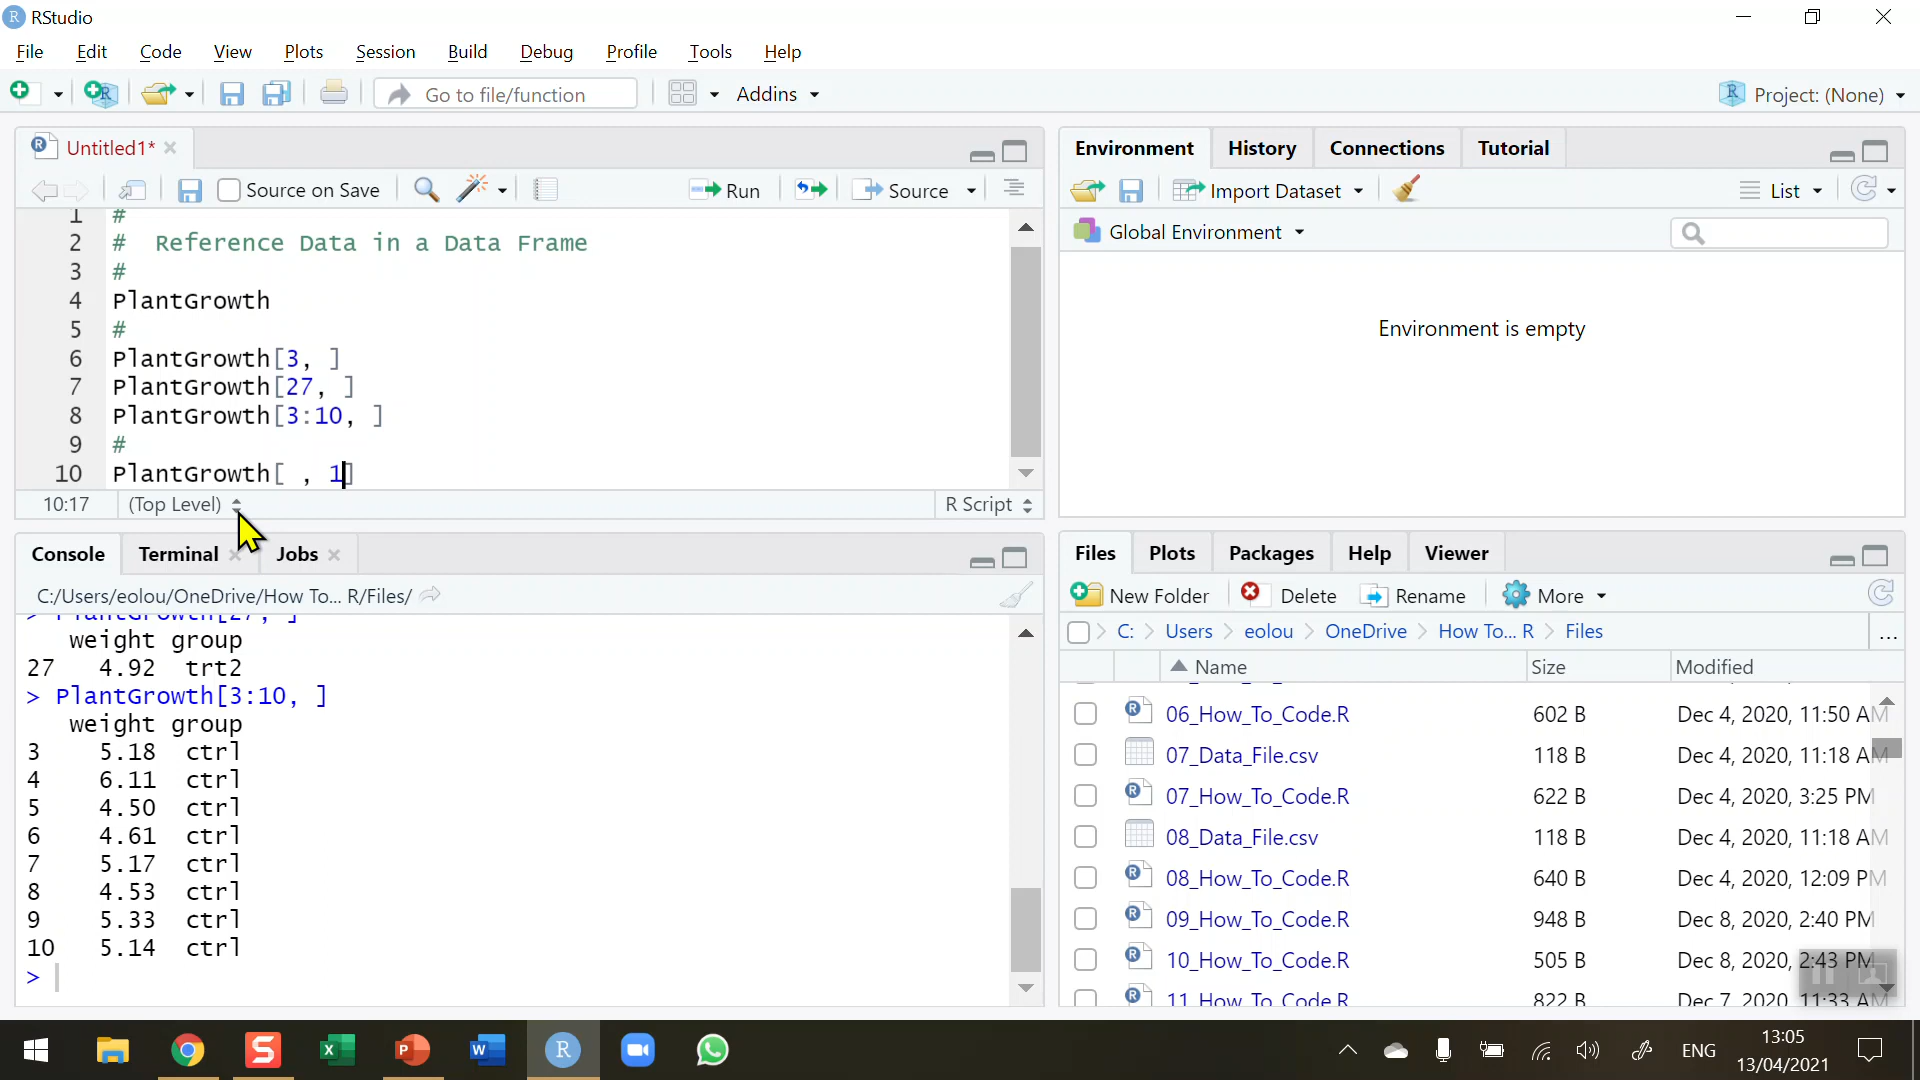 RStudio
File Edit Code View Plots Session Build Debug Profile Tools Help
Go to file/function Addins Project: (None)
Untitled1*
Source on Save Run Source
1 #
2 # Reference Data in a Data Frame
3 #
4 PlantGrowth
5 #
6 PlantGrowth[3, ]
7 PlantGrowth[27, ]
8 PlantGrowth[3:10, ]
9 #
10 PlantGrowth[ , 1]
10:17 (Top Level) R Script
Console Terminal Jobs
C:/Users/eolou/OneDrive/How To... R/Files/
> PlantGrowth[27, ]
weight group
27 4.92 trt2
> PlantGrowth[3:10, ]
weight group
3 5.18 ctrl
4 6.11 ctrl
5 4.50 ctrl
6 4.61 ctrl
7 5.17 ctrl
8 4.53 ctrl
9 5.33 ctrl
10 5.14 ctrl
>
Environment History Connections Tutorial
Import Dataset List
Global Environment
Environment is empty
Files Plots Packages Help Viewer
New Folder Delete Rename More
C: Users eolou OneDrive How To... R Files ...
Name Size Modified
06_How_To_Code.R 602 B Dec 4, 2020, 11:50 AM
07_Data_File.csv 118 B Dec 4, 2020, 11:18 AM
07_How_To_Code.R 622 B Dec 4, 2020, 3:25 PM
08_Data_File.csv 118 B Dec 4, 2020, 11:18 AM
08_How_To_Code.R 640 B Dec 4, 2020, 12:09 PM
09_How_To_Code.R 948 B Dec 8, 2020, 2:40 PM
10_How_To_Code.R 505 B Dec 8, 2020, 2:43 PM
11_How_To_Code.R 822 B Dec 7, 2020, 11:33 AM
ENG 13:05
13/04/2021